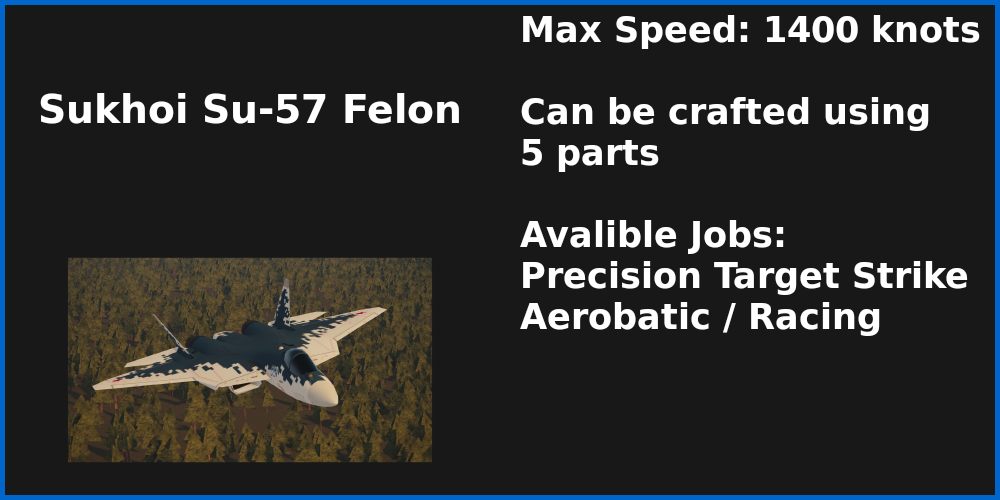 Sukhoi Su-57 Felon
Max Speed: 1400 knots
Can be crafted using
5 parts
Avalible Jobs:
Precision Target Strike
Aerobatic / Racing